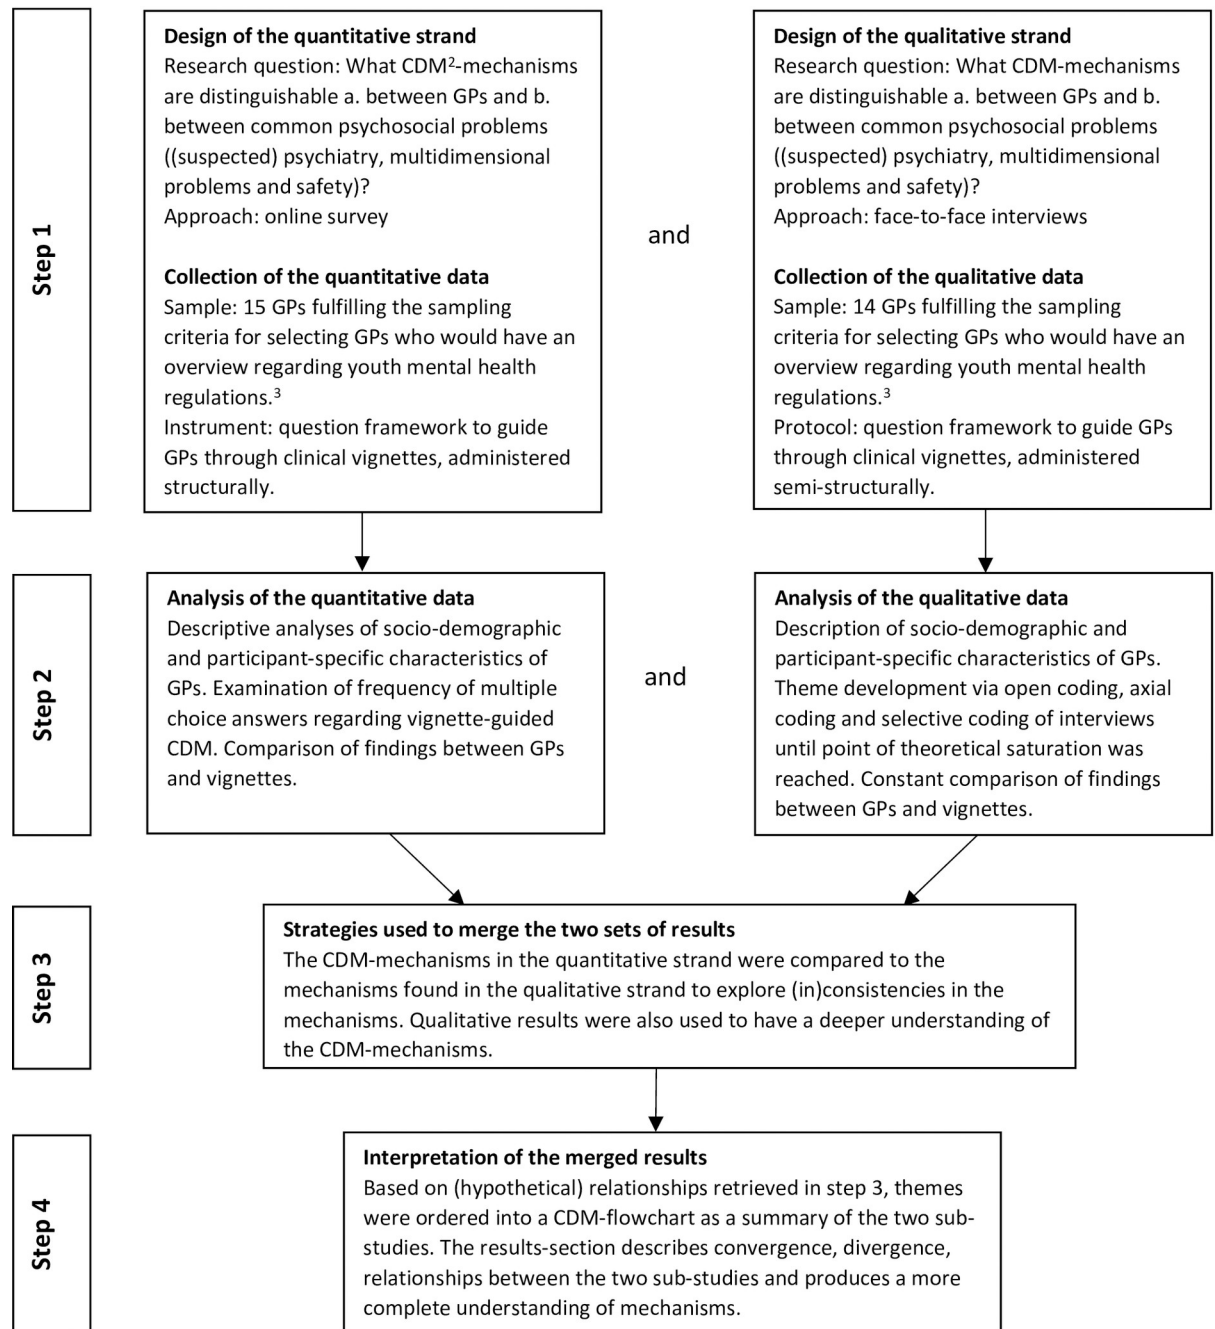 Step 1
Design of the quantitative strand
Research question: What CDM²-mechanisms
are distinguishable a. between GPs and b.
between common psychosocial problems
((suspected) psychiatry, multidimensional
problems and safety)?
Approach: online survey
Collection of the quantitative data
Sample: 15 GPs fulfilling the sampling
criteria for selecting GPs who would have an
overview regarding youth mental health
regulations.³
Instrument: question framework to guide
GPs through clinical vignettes, administered
structurally.
and
Design of the qualitative strand
Research question: What CDM-mechanisms
are distinguishable a. between GPs and b.
between common psychosocial problems
((suspected) psychiatry, multidimensional
problems and safety)?
Approach: face-to-face interviews
Collection of the qualitative data
Sample: 14 GPs fulfilling the sampling
criteria for selecting GPs who would have an
overview regarding youth mental health
regulations.³
Protocol: question framework to guide GPs
through clinical vignettes, administered
semi-structurally.
Step 2
Analysis of the quantitative data
Descriptive analyses of socio-demographic
and participant-specific characteristics of
GPs. Examination of frequency of multiple
choice answers regarding vignette-guided
CDM. Comparison of findings between GPs
and vignettes.
and
Analysis of the qualitative data
Description of socio-demographic and
participant-specific characteristics of GPs.
Theme development via open coding, axial
coding and selective coding of interviews
until point of theoretical saturation was
reached. Constant comparison of findings
between GPs and vignettes.
Step 3
Strategies used to merge the two sets of results
The CDM-mechanisms in the quantitative strand were compared to the
mechanisms found in the qualitative strand to explore (in)consistencies in the
mechanisms. Qualitative results were also used to have a deeper understanding of
the CDM-mechanisms.
Step 4
Interpretation of the merged results
Based on (hypothetical) relationships retrieved in step 3, themes
were ordered into a CDM-flowchart as a summary of the two sub-
studies. The results-section describes convergence, divergence,
relationships between the two sub-studies and produces a more
complete understanding of mechanisms.